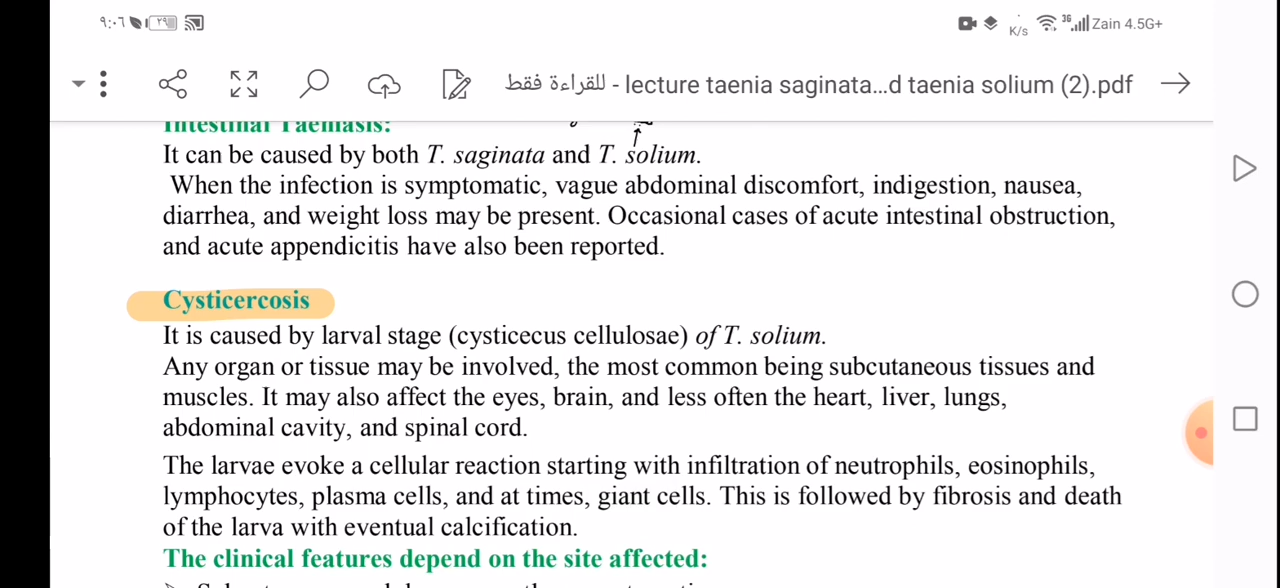 ٩:٠٦ ٢٩ K/s 3G Zain 4.5G+
للقراءة فقط - lecture taenia saginata...d taenia solium (2).pdf
Intestinal Taeniasis:
It can be caused by both T. saginata and T. solium.
When the infection is symptomatic, vague abdominal discomfort, indigestion, nausea,
diarrhea, and weight loss may be present. Occasional cases of acute intestinal obstruction,
and acute appendicitis have also been reported.
Cysticercosis
It is caused by larval stage (cysticecus cellulosae) of T. solium.
Any organ or tissue may be involved, the most common being subcutaneous tissues and
muscles. It may also affect the eyes, brain, and less often the heart, liver, lungs,
abdominal cavity, and spinal cord.
The larvae evoke a cellular reaction starting with infiltration of neutrophils, eosinophils,
lymphocytes, plasma cells, and at times, giant cells. This is followed by fibrosis and death
of the larva with eventual calcification.
The clinical features depend on the site affected: